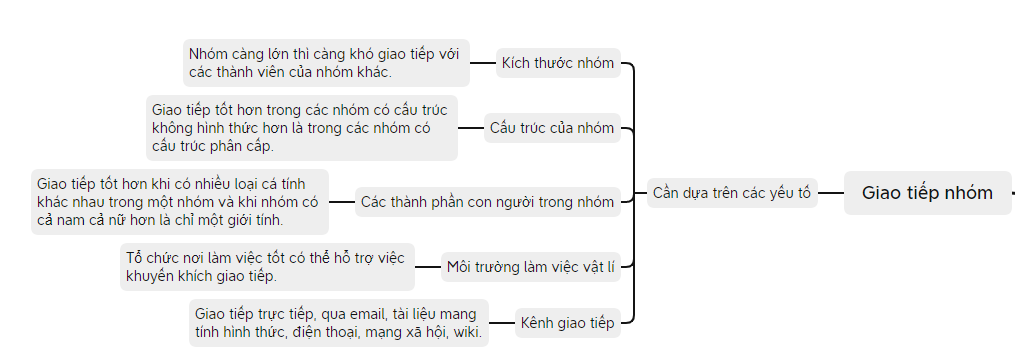 Nhóm càng lớn thì càng khó giao tiếp với
các thành viên của nhóm khác.
Kích thước nhóm
Giao tiếp tốt hơn trong các nhóm có cấu trúc
không hình thức hơn là trong các nhóm có
cấu trúc phân cấp.
Cấu trúc của nhóm
Giao tiếp tốt hơn khi có nhiều loại cá tính
khác nhau trong một nhóm và khi nhóm có
cả nam cả nữ hơn là chỉ một giới tính.
Các thành phần con người trong nhóm
Cần dựa trên các yếu tố
Giao tiếp nhóm
Tổ chức nơi làm việc tốt có thể hỗ trợ việc
khuyến khích giao tiếp.
Môi trường làm việc vật lí
Giao tiếp trực tiếp, qua email, tài liệu mang
tính hình thức, điện thoại, mạng xã hội, wiki.
Kênh giao tiếp